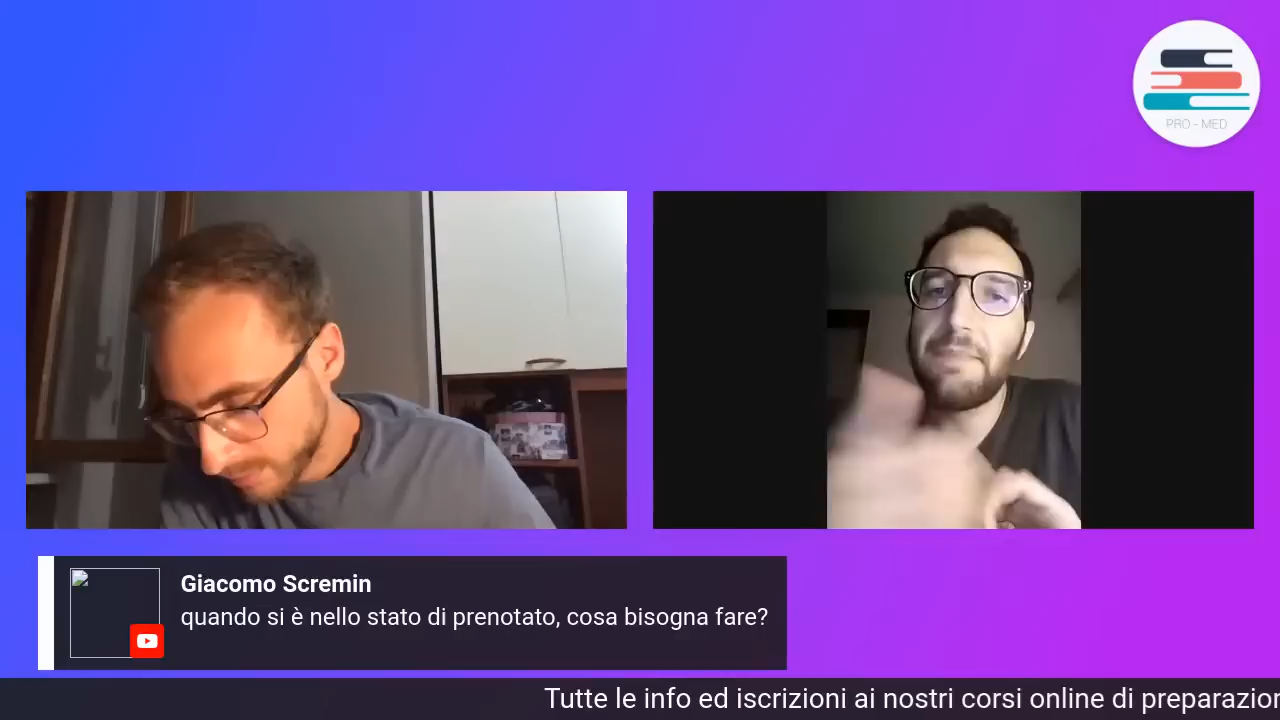 PRO - MED
Giacomo Scremin
quando si è nello stato di prenotato, cosa bisogna fare?
Tutte le info ed iscrizioni ai nostri corsi online di preparazion